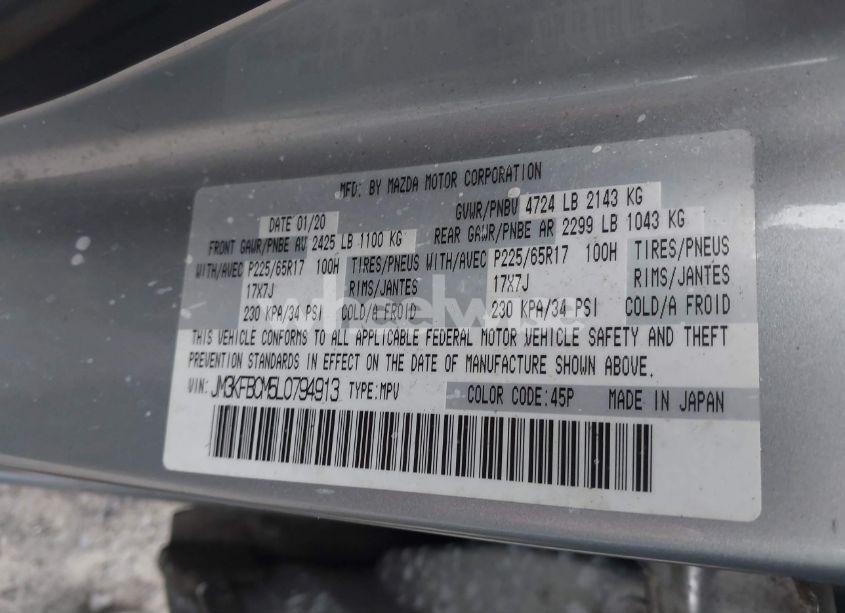 MFD. BY MAZDA MOTOR CORPORATION
DATE 01/20 GVWR/PNBV 4724 LB 2143 KG
FRONT GAWR/PNBE AV 2425 LB 1100 KG REAR GAWR/PNBE AR 2299 LB 1043 KG
WITH/AVEC P225/65R17 100H TIRES/PNEUS WITH/AVEC P225/65R17 100H TIRES/PNEUS
17X7J RIMS/JANTES 17X7J RIMS/JANTES
230 KPA/34 PSI COLD/A FROID 230 KPA/34 PSI COLD/A FROID
THIS VEHICLE CONFORMS TO ALL APPLICABLE FEDERAL MOTOR VEHICLE SAFETY AND THEFT
PREVENTION STANDARDS IN EFFECT ON THE DATE OF MANUFACTURE SHOWN ABOVE.
VIN: JM3KFBCM5L0794913 TYPE:MPV COLOR CODE:45P MADE IN JAPAN